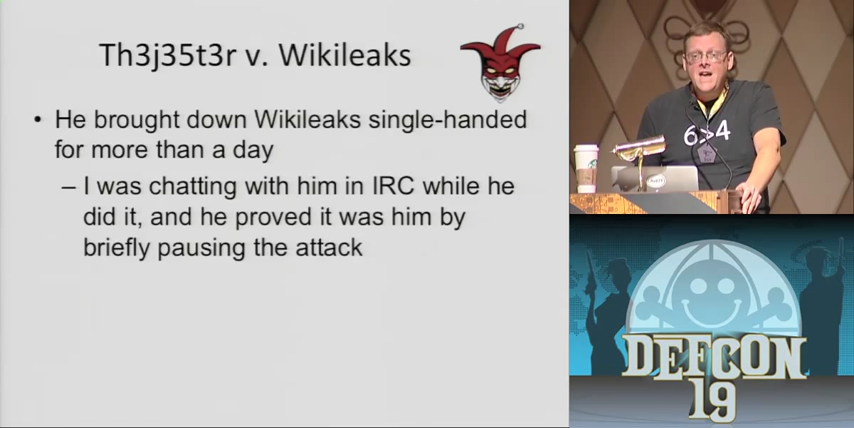 Th3j35t3r v. Wikileaks
• He brought down Wikileaks single-handed
for more than a day
– I was chatting with him in IRC while he
did it, and he proved it was him by
briefly pausing the attack
6>4
DEFCON
19